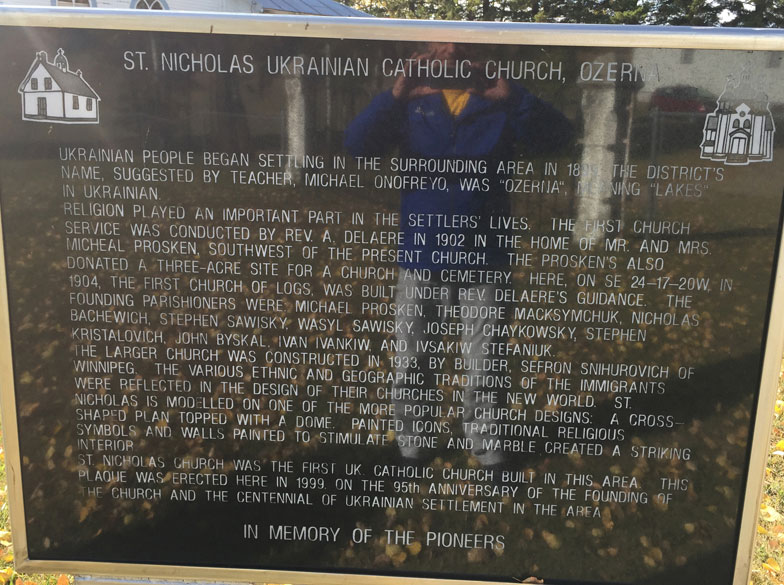 ST. NICHOLAS UKRAINIAN CATHOLIC CHURCH, OZERNA
UKRAINIAN PEOPLE BEGAN SETTLING IN THE SURROUNDING AREA IN THE DISTRICT'S
NAME, SUGGESTED BY TEACHER, MICHAEL ONOFREYO, WAS "OZERNA", MEANING "LAKES"
IN UKRAINIAN.
RELIGION PLAYED AN IMPORTANT PART IN THE SETTLERS' LIVES. THE FIRST CHURCH
SERVICE WAS CONDUCTED BY REV. A. DELAERE IN 1902 IN THE HOME OF MR. AND MRS.
MICHEAL PROSKEN, SOUTHWEST OF THE PRESENT CHURCH. THE PROSKEN'S ALSO
DONATED A THREE-ACRE SITE FOR A CHURCH AND CEMETERY. HERE, ON SE 24-17-20W, IN
1904, THE FIRST CHURCH OF LOGS, WAS BUILT UNDER REV. DELAERE'S GUIDANCE. THE
FOUNDING PARISHIONERS WERE, MICHAEL PROSKEN, THEODORE MACKSYMCHUK, NICHOLAS
BACHEWICH, STEPHEN SAWISKY, WASYL SAWISKY, JOSEPH CHAYKOWSKY, STEPHEN
KRISTALOVICH, JOHN BYSKAL, IVAN IVANKIW, AND IVSAKIW STEFANIUK.
THE LARGER CHURCH WAS CONSTRUCTED IN 1933, BY BUILDER, SEFRON SNIHUROVICH OF
WINNIPEG. THE VARIOUS ETHNIC AND GEOGRAPHIC TRADITIONS OF THE IMMIGRANTS
WERE REFLECTED IN THE DESIGN OF THEIR CHURCHES IN THE NEW WORLD. ST.
NICHOLAS IS MODELLED ON ONE OF THE MORE POPULAR CHURCH DESIGNS: A CROSS-
SHAPED PLAN TOPPED WITH A DOME. PAINTED ICONS, TRADITIONAL RELIGIOUS
SYMBOLS AND WALLS PAINTED TO STIMULATE STONE AND MARBLE CREATED A STRIKING
INTERIOR.
ST. NICHOLAS CHURCH WAS THE FIRST UK. CATHOLIC CHURCH BUILT IN THIS AREA. THIS
PLAQUE WAS ERECTED HERE IN 1999, ON THE 95th ANNIVERSARY OF THE FOUNDING OF
THE CHURCH AND THE CENTENNIAL OF UKRAINIAN SETTLEMENT IN THE AREA
IN MEMORY OF THE PIONEERS